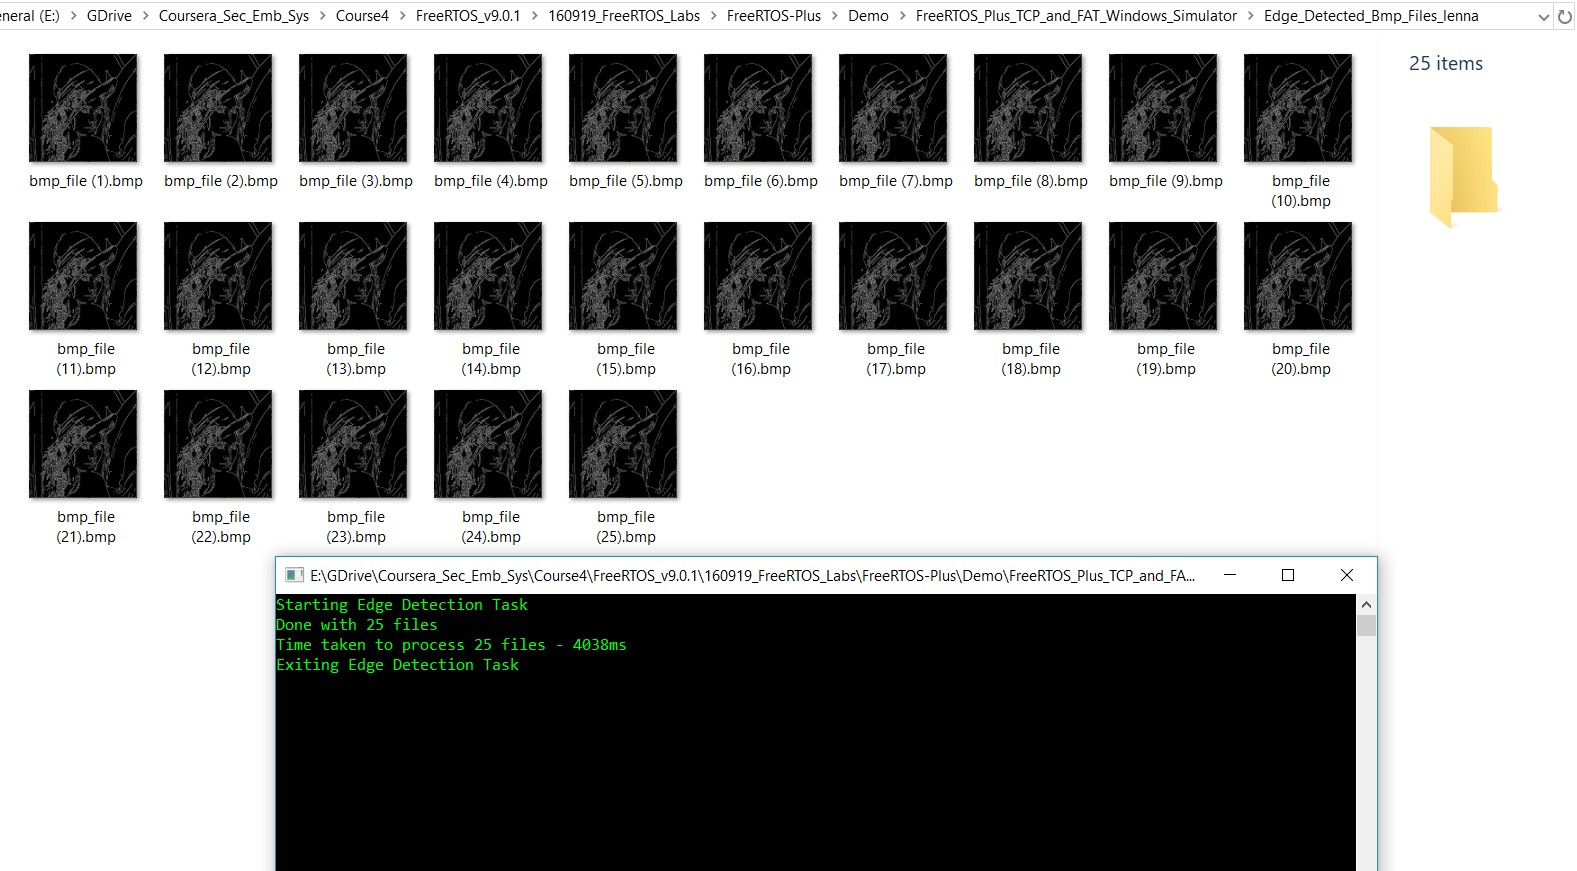 eneral (E:) > GDrive > Coursera_Sec_Emb_Sys > Course4 > FreeRTOS_v9.0.1 > 160919_FreeRTOS_Labs > FreeRTOS-Plus > Demo > FreeRTOS_Plus_TCP_and_FAT_Windows_Simulator > Edge_Detected_Bmp_Files_lenna
25 items
bmp_file (1).bmp
bmp_file (2).bmp
bmp_file (3).bmp
bmp_file (4).bmp
bmp_file (5).bmp
bmp_file (6).bmp
bmp_file (7).bmp
bmp_file (8).bmp
bmp_file (9).bmp
bmp_file
(10).bmp
bmp_file
(11).bmp
bmp_file
(12).bmp
bmp_file
(13).bmp
bmp_file
(14).bmp
bmp_file
(15).bmp
bmp_file
(16).bmp
bmp_file
(17).bmp
bmp_file
(18).bmp
bmp_file
(19).bmp
bmp_file
(20).bmp
bmp_file
(21).bmp
bmp_file
(22).bmp
bmp_file
(23).bmp
bmp_file
(24).bmp
bmp_file
(25).bmp
E:\GDrive\Coursera_Sec_Emb_Sys\Course4\FreeRTOS_v9.0.1\160919_FreeRTOS_Labs\FreeRTOS-Plus\Demo\FreeRTOS_Plus_TCP_and_FA...
Starting Edge Detection Task
Done with 25 files
Time taken to process 25 files - 4038ms
Exiting Edge Detection Task